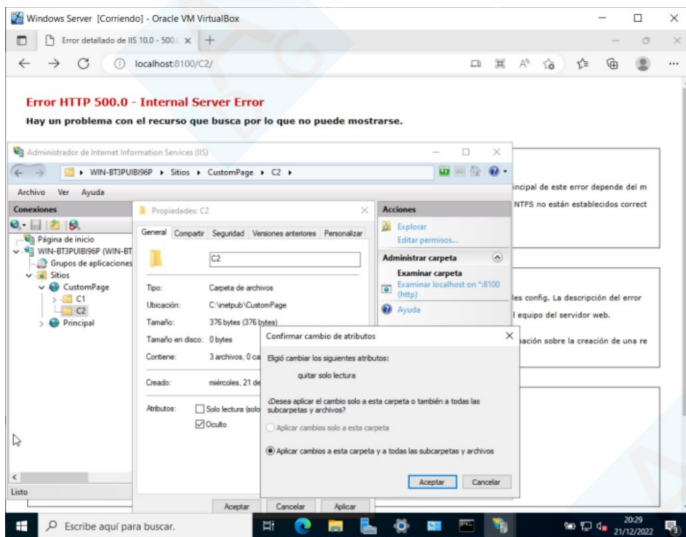 Windows Server [Corriendo] - Oracle VM VirtualBox
Error detallado de IIS 10.0 - 500.
localhost:8100/C2/
Error HTTP 500.0 - Internal Server Error
Hay un problema con el recurso que busca por lo que no puede mostrarse.
Administrador de Internet Information Services (IIS)
WIN-BT3PUIBI96P
Sitios
CustomPage
C2
Archivo Ver Ayuda
incipal de este error depende del m
NTFS no están establecidos correct
Conexiones
Página de inicio
WIN-BT3PUIBI96P (WIN-BT
Grupos de aplicaciones
Sitios
CustomPage
C1
C2
Principal
Listo
Propiedades: C2
General Compartir Seguridad Versiones anteriores Personalizar
C2
Tipo: Carpeta de archivos
Ubicación: C:\inetpub\CustomPage
Tamaño: 376 bytes (376 bytes)
Tamaño en disco: 0 bytes
Contiene: 3 archivos, 0 ca
Creado: miércoles, 21 de
Atributos: Solo lectura (solo
Oculto
Aceptar Cancelar Aplicar
Acciones
Explorar
Editar permisos...
Administrar carpeta
Examinar carpeta
Examinar localhost on *:8100
(http)
Ayuda
les config. La descripción del error
l equipo del servidor web.
mación sobre la creación de una re
Confirmar cambio de atributos
Eligió cambiar los siguientes atributos:
quitar solo lectura
¿Desea aplicar el cambio solo a esta carpeta o también a todas las
subcarpetas y archivos?
Aplicar cambios solo a esta carpeta
Aplicar cambios a esta carpeta y a todas las subcarpetas y archivos
Aceptar Cancelar
Escribe aquí para buscar.
20:29
21/12/2022